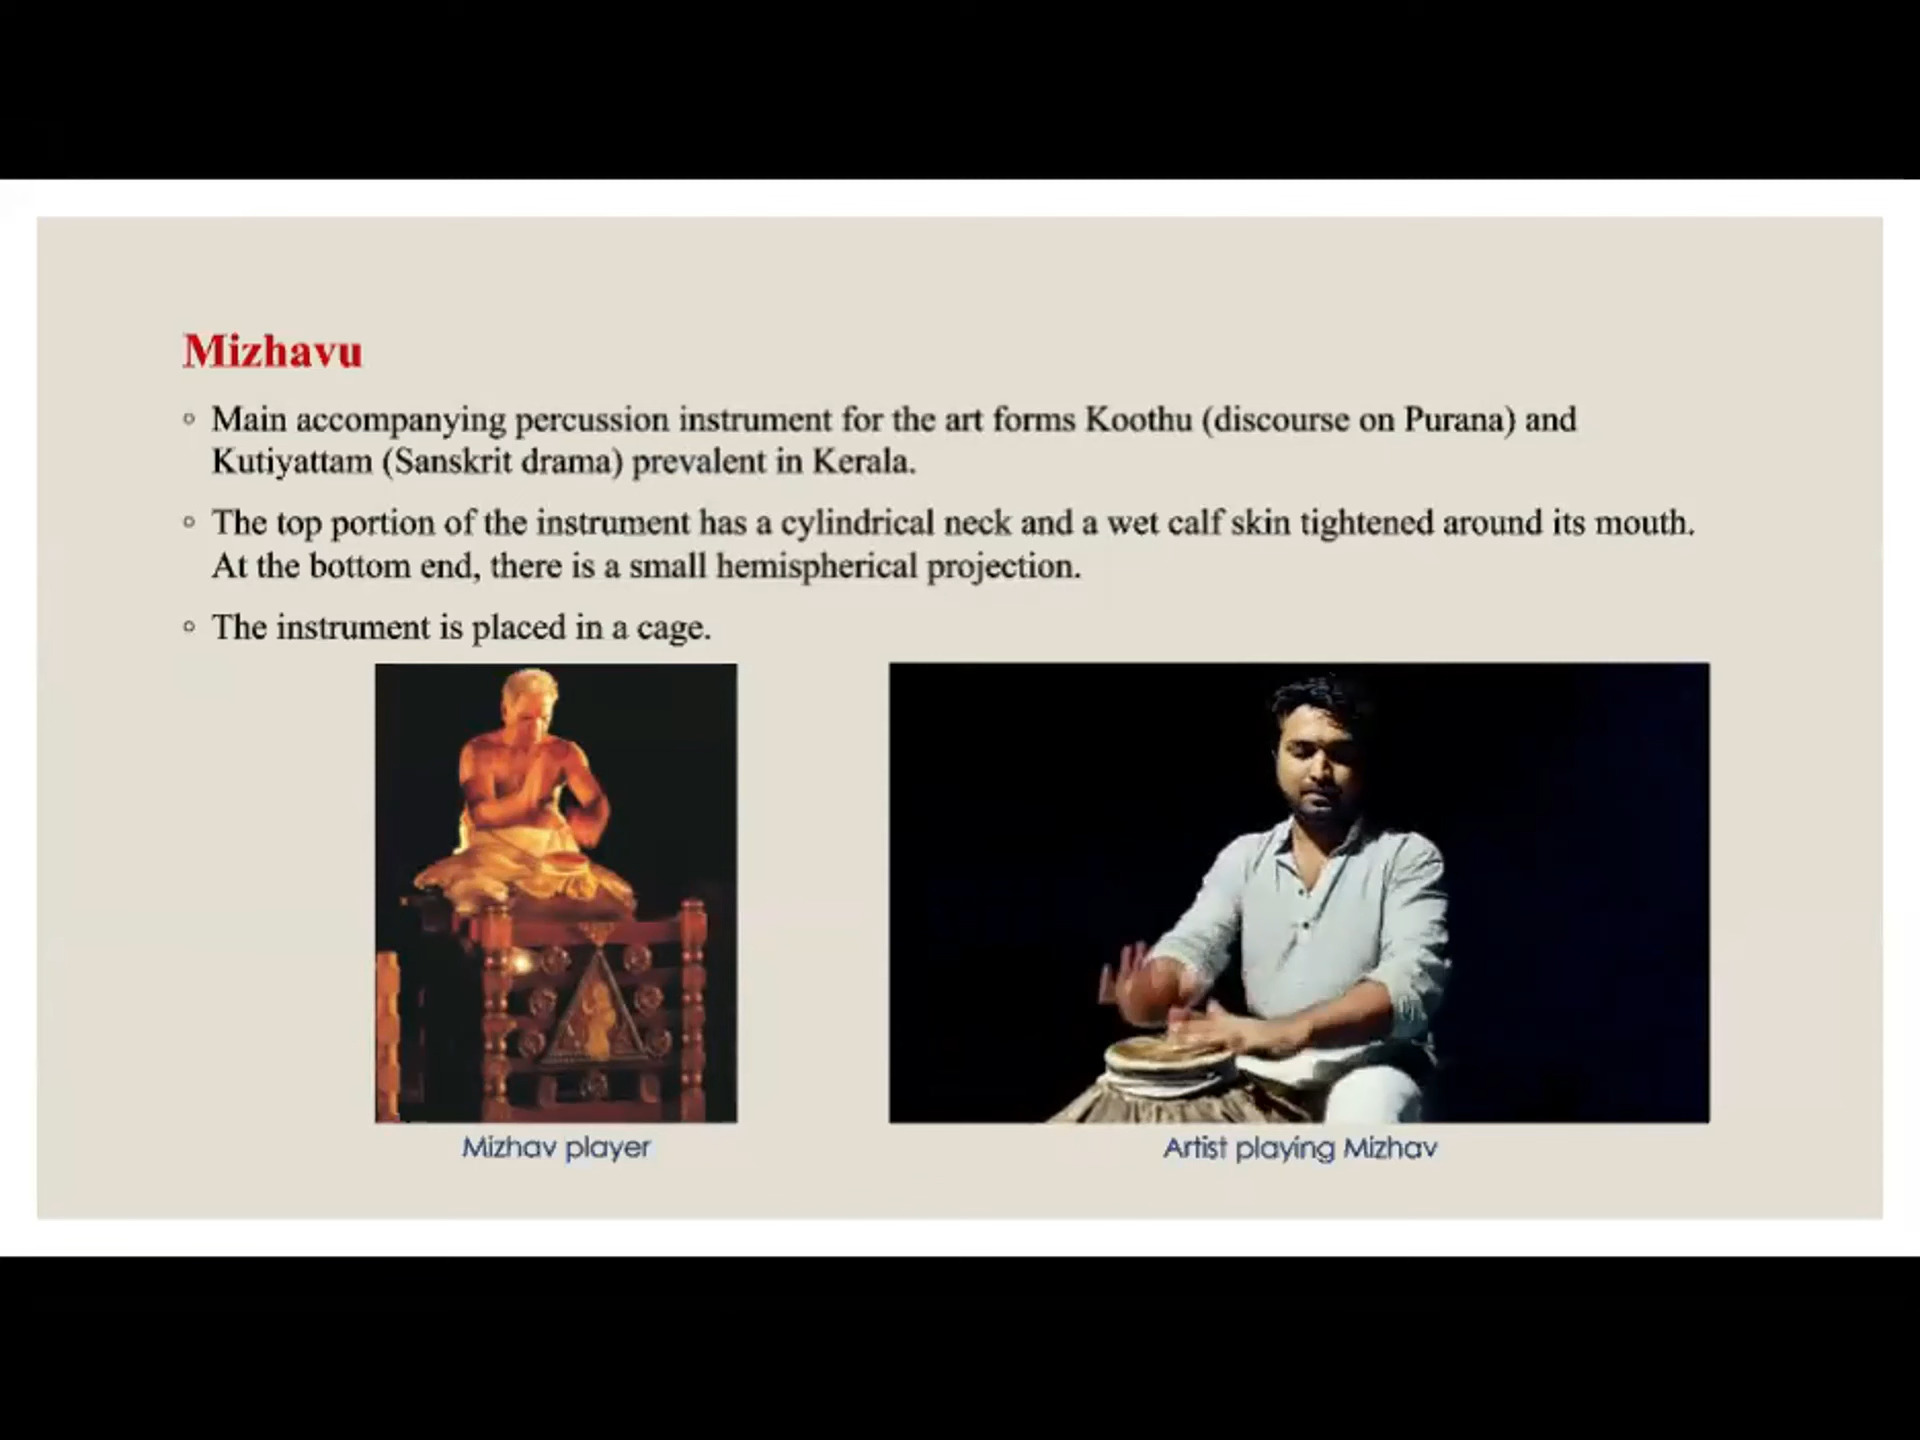 Mizhavu
◦ Main accompanying percussion instrument for the art forms Koothu (discourse on Purana) and
Kutiyattam (Sanskrit drama) prevalent in Kerala.
◦ The top portion of the instrument has a cylindrical neck and a wet calf skin tightened around its mouth.
At the bottom end, there is a small hemispherical projection.
◦ The instrument is placed in a cage.
Mizhav player
Artist playing Mizhav